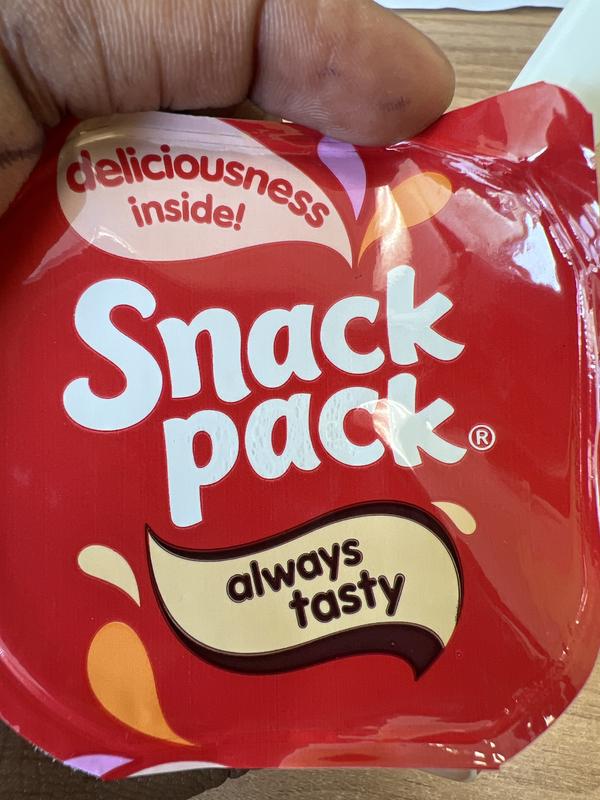 deliciousness
inside!
Snack
pack®
always
tasty